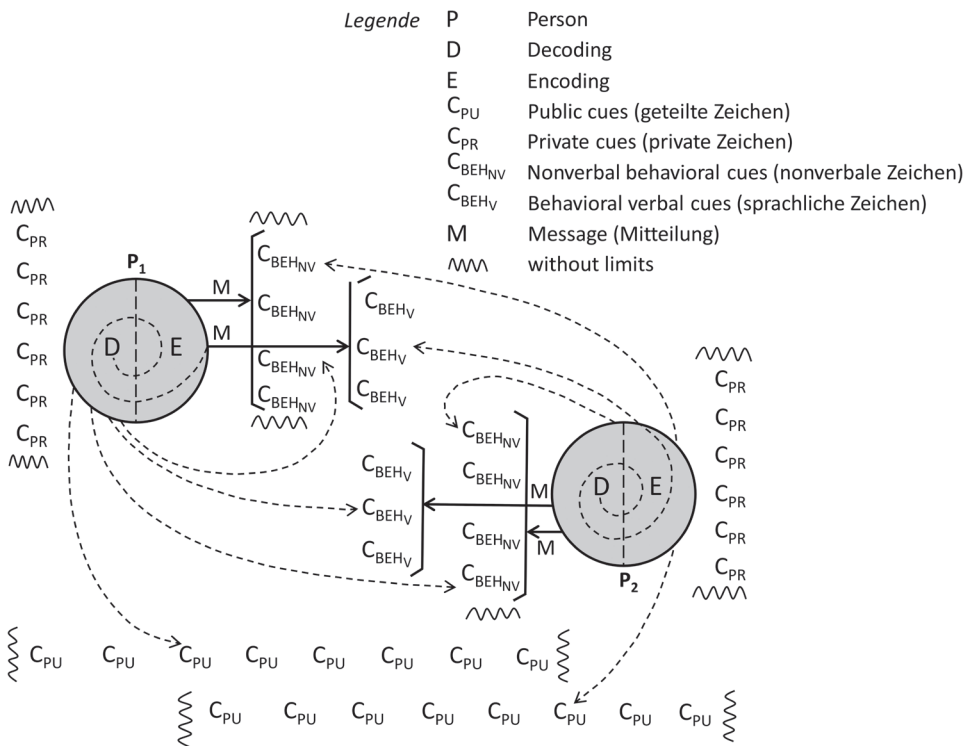 Legende P Person
D Decoding
E Encoding
C_PU Public cues (geteilte Zeichen)
C_PR Private cues (private Zeichen)
C_BEH_NV Nonverbal behavioral cues (nonverbale Zeichen)
C_BEH_V Behavioral verbal cues (sprachliche Zeichen)
M Message (Mitteilung)
without limits
C_PR
C_PR
C_PR
C_PR
C_PR
C_PR
P1
D E
M
M
C_BEH_NV
C_BEH_NV
C_BEH_NV
C_BEH_NV
C_BEH_V
C_BEH_V
C_BEH_V
C_BEH_V
C_BEH_V
C_BEH_V
C_BEH_NV
C_BEH_NV
C_BEH_NV
C_BEH_NV
M
M
D E
P2
C_PR
C_PR
C_PR
C_PR
C_PR
C_PR
C_PU C_PU C_PU C_PU C_PU C_PU C_PU C_PU
C_PU C_PU C_PU C_PU C_PU C_PU C_PU C_PU